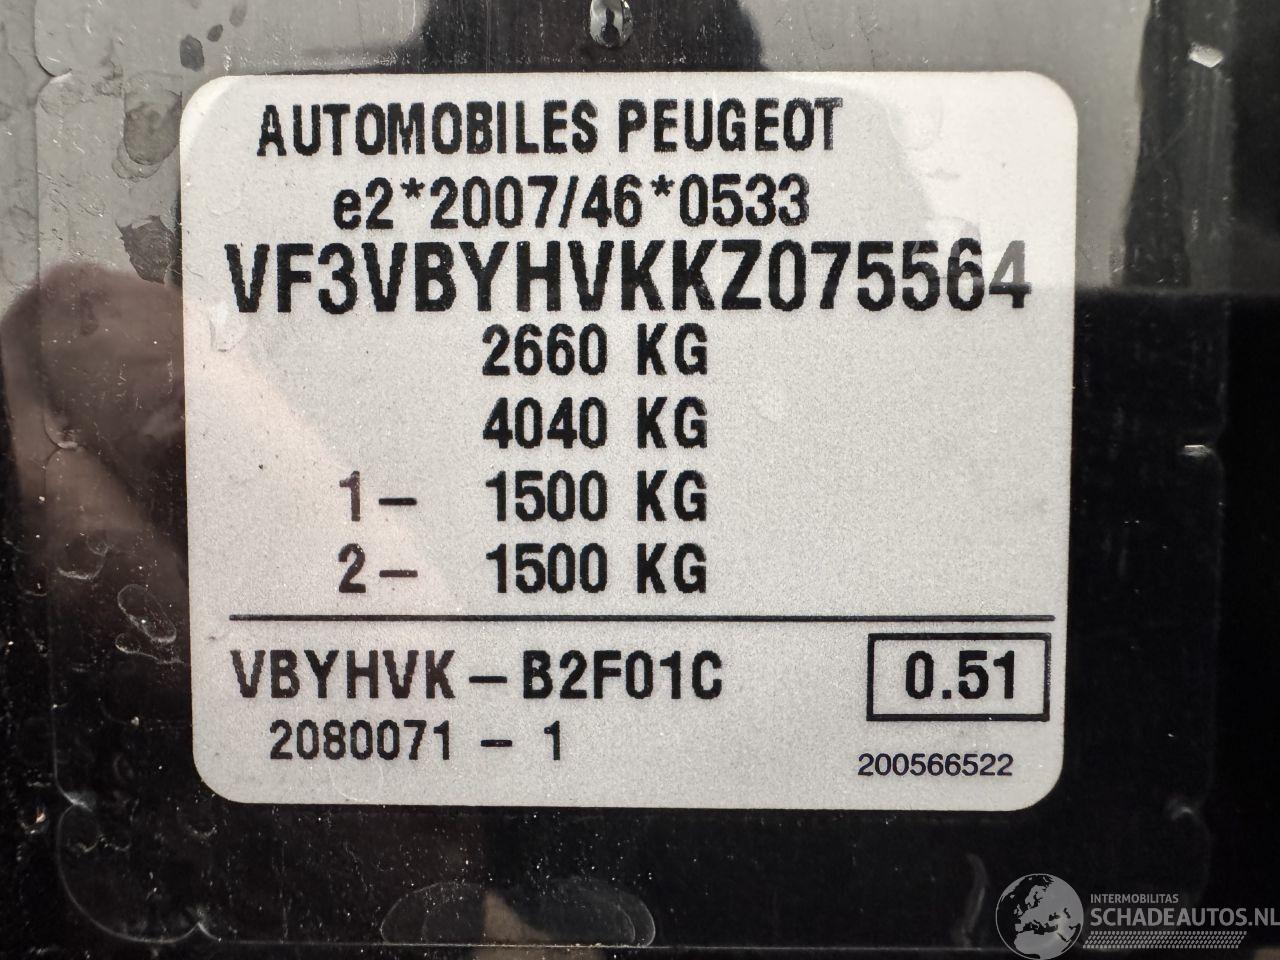 AUTOMOBILES PEUGEOT
e2*2007/46*0533
VF3VBYHVKKZ075564
2660 KG
4040 KG
1- 1500 KG
2- 1500 KG
VBYHVK - B2F01C
0.51
2080071 - 1
200566522
INTERMOBILITAS
SCHADEAUTOS.NL